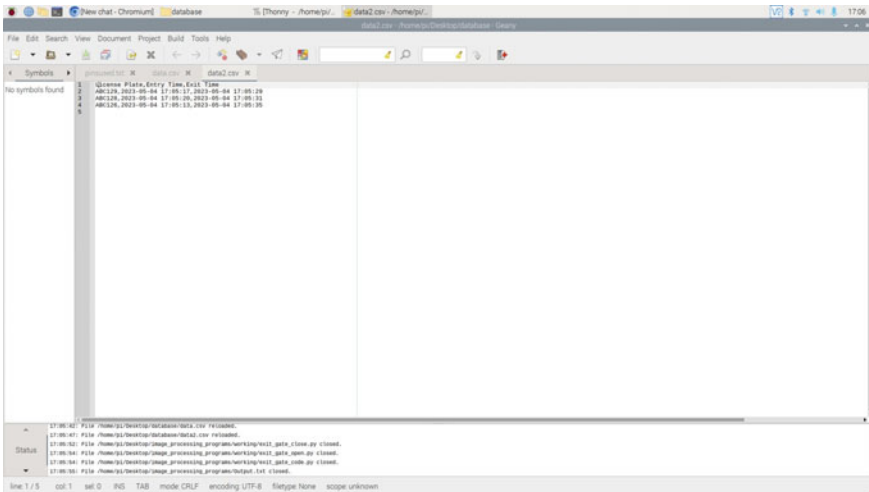 [New chat - Chromium] database [Thonny - /home/pi/.. data2.csv - /home/pi/.. 17:06
data2.csv - /home/pi/Desktop/database - Geany
File Edit Search View Document Project Build Tools Help
Symbols processed.txt data.csv data2.csv
No symbols found
1 License Plate,Entry Time,Exit Time
2 ABC129,2023-05-04 17:05:17,2023-05-04 17:05:29
3 ABC128,2023-05-04 17:05:20,2023-05-04 17:05:31
4 ABC126,2023-05-04 17:05:13,2023-05-04 17:05:35
5
17:05:42: File /home/pi/Desktop/database/data.csv reloaded.
17:05:47: File /home/pi/Desktop/database/data2.csv reloaded.
Status
17:05:52: File /home/pi/Desktop/image_processing_programs/working/exit_gate_close.py closed.
17:05:54: File /home/pi/Desktop/image_processing_programs/working/exit_gate_open.py closed.
17:05:54: File /home/pi/Desktop/image_processing_programs/working/exit_gate_code.py closed.
17:05:55: File /home/pi/Desktop/image_processing_programs/Output.txt closed.
line: 1 / 5 col: 1 sel: 0 INS TAB mode: CRLF encoding: UTF-8 filetype: None scope: unknown